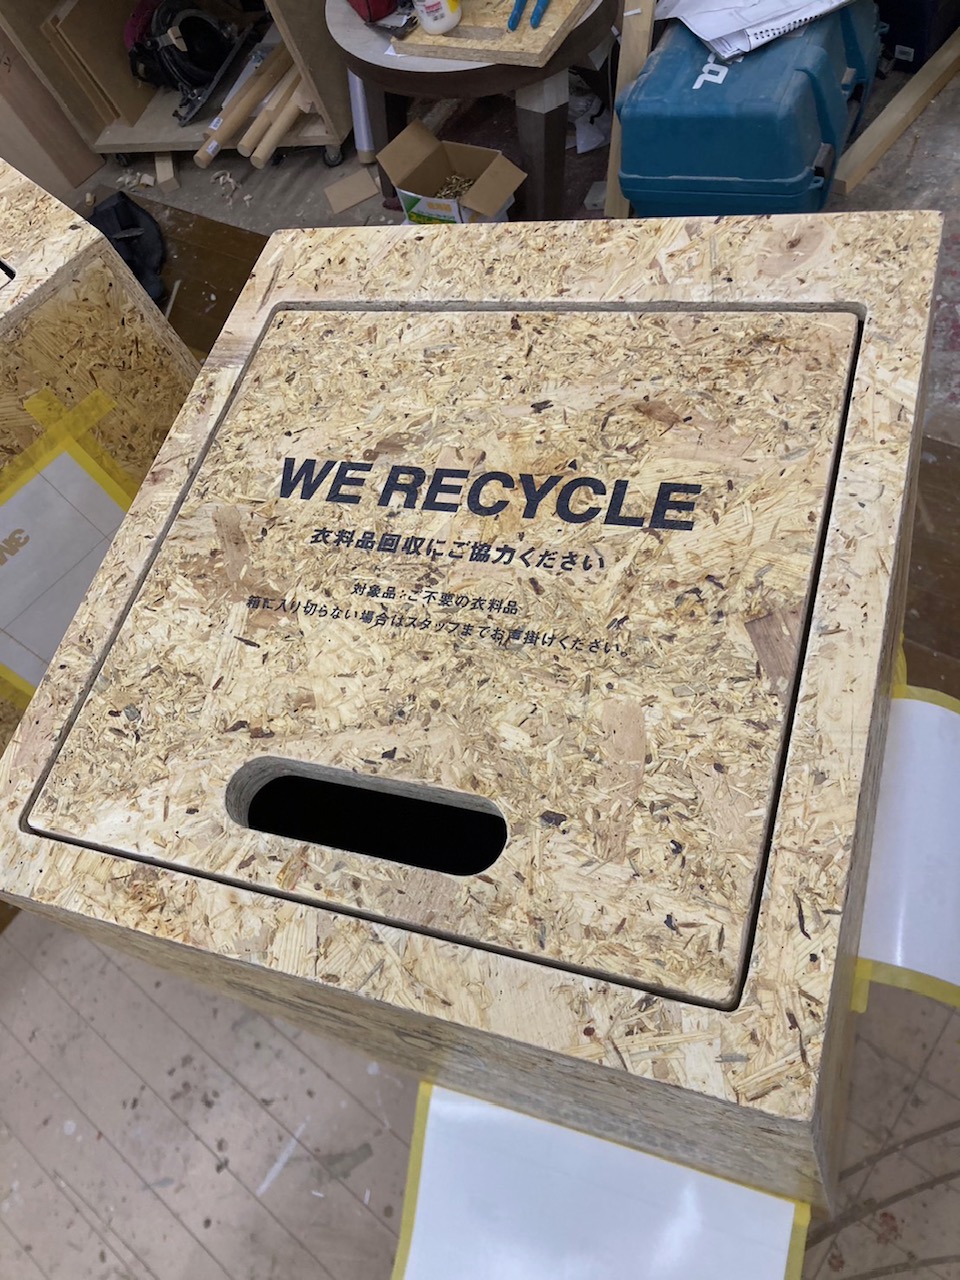 WE RECYCLE
衣料品回収にご協力ください
対象品：ご不要の衣料品
箱に入り切らない場合はスタッフまでお声掛けください。